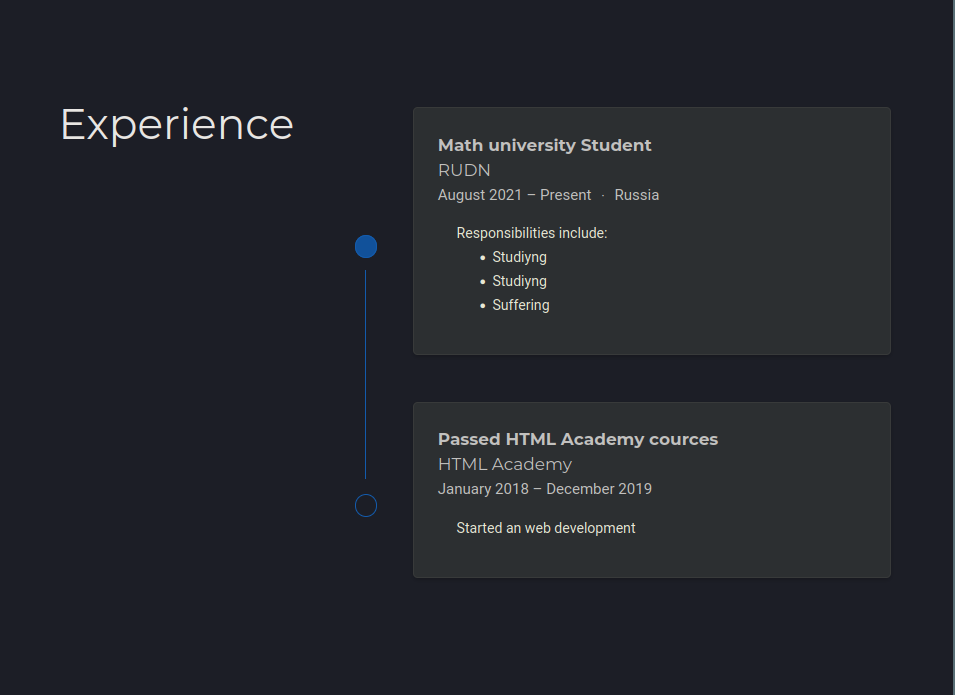 Experience
Math university Student
RUDN
August 2021 – Present · Russia
Responsibilities include:
• Studiyng
• Studiyng
• Suffering
Passed HTML Academy cources
HTML Academy
January 2018 – December 2019
Started an web development